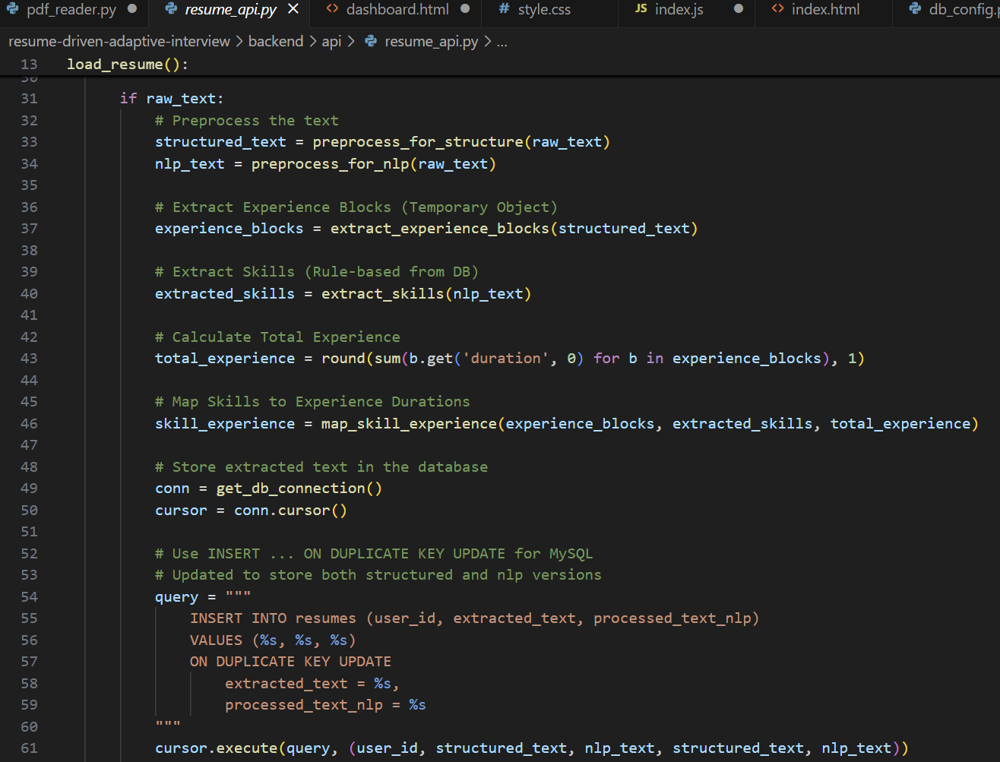 pdf_reader.py resume_api.py dashboard.html # style.css JS index.js index.html db_config.p
resume-driven-adaptive-interview > backend > api > resume_api.py > ...
13 load_resume():
30
31 if raw_text:
32 # Preprocess the text
33 structured_text = preprocess_for_structure(raw_text)
34 nlp_text = preprocess_for_nlp(raw_text)
35
36 # Extract Experience Blocks (Temporary Object)
37 experience_blocks = extract_experience_blocks(structured_text)
38
39 # Extract Skills (Rule-based from DB)
40 extracted_skills = extract_skills(nlp_text)
41
42 # Calculate Total Experience
43 total_experience = round(sum(b.get('duration', 0) for b in experience_blocks), 1)
44
45 # Map Skills to Experience Durations
46 skill_experience = map_skill_experience(experience_blocks, extracted_skills, total_experience)
47
48 # Store extracted text in the database
49 conn = get_db_connection()
50 cursor = conn.cursor()
51
52 # Use INSERT ... ON DUPLICATE KEY UPDATE for MySQL
53 # Updated to store both structured and nlp versions
54 query = """
55 INSERT INTO resumes (user_id, extracted_text, processed_text_nlp)
56 VALUES (%s, %s, %s)
57 ON DUPLICATE KEY UPDATE
58 extracted_text = %s,
59 processed_text_nlp = %s
60 """
61 cursor.execute(query, (user_id, structured_text, nlp_text, structured_text, nlp_text))